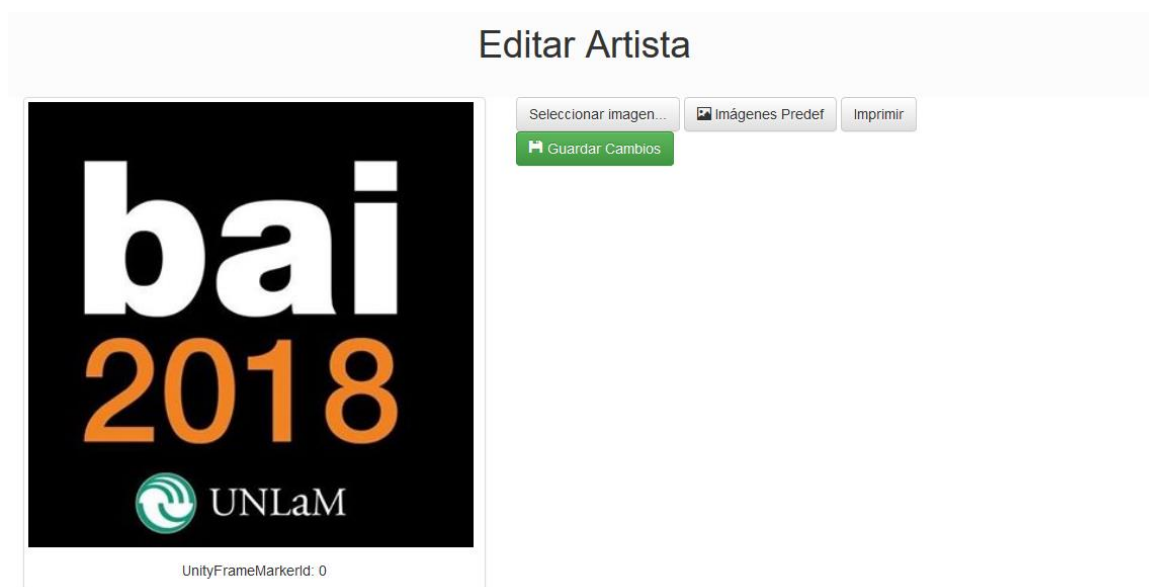 Editar Artista
Seleccionar imagen... Imágenes Predef Imprimir
Guardar Cambios
bai
2018
UNLaM
UnityFrameMarkerId: 0